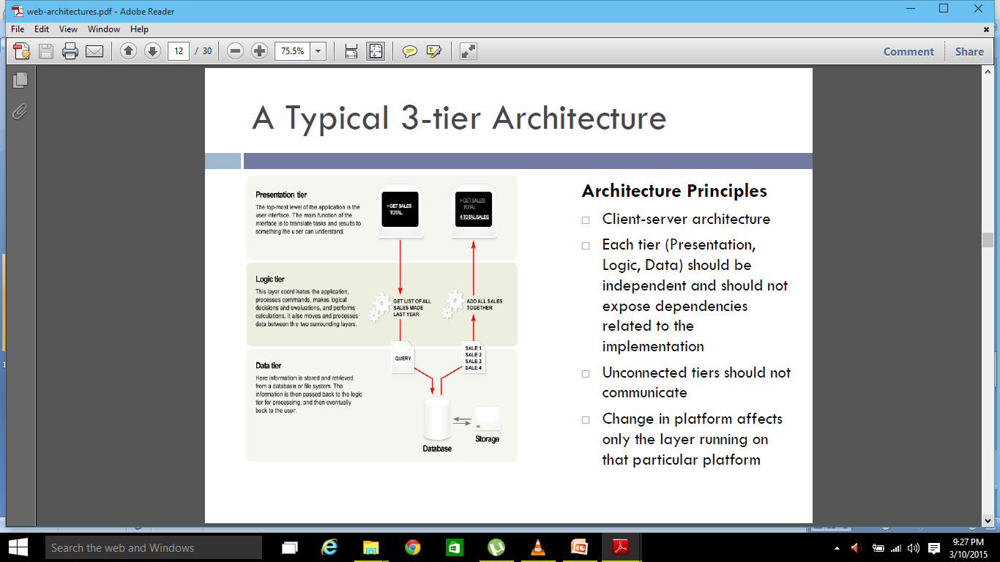 web-architectures.pdf - Adobe Reader
File Edit View Window Help
12 / 30
75.5%
Comment Share
A Typical 3-tier Architecture
Presentation tier
The top-most level of the application is the
user interface. The main function of the
interface is to translate tasks and results to
something the user can understand.
> GET SALES
TOTAL
> GET SALES
TOTAL
4 TOTAL SALES
Logic tier
This layer coordinates the application,
processes commands, makes logical
decisions and evaluations, and performs
calculations. It also moves and processes
data between the two surrounding layers.
GET LIST OF ALL
SALES MADE
LAST YEAR
ADD ALL SALES
TOGETHER
Data tier
Here information is stored and retrieved
from a database or file system. The
information is then passed back to the logic
tier for processing, and then eventually
back to the user.
QUERY
SALE 1
SALE 2
SALE 3
SALE 4
Database
Storage
Architecture Principles
Client-server architecture
Each tier (Presentation,
Logic, Data) should be
independent and should not
expose dependencies
related to the
implementation
Unconnected tiers should not
communicate
Change in platform affects
only the layer running on
that particular platform
Search the web and Windows
9:27 PM
3/10/2015